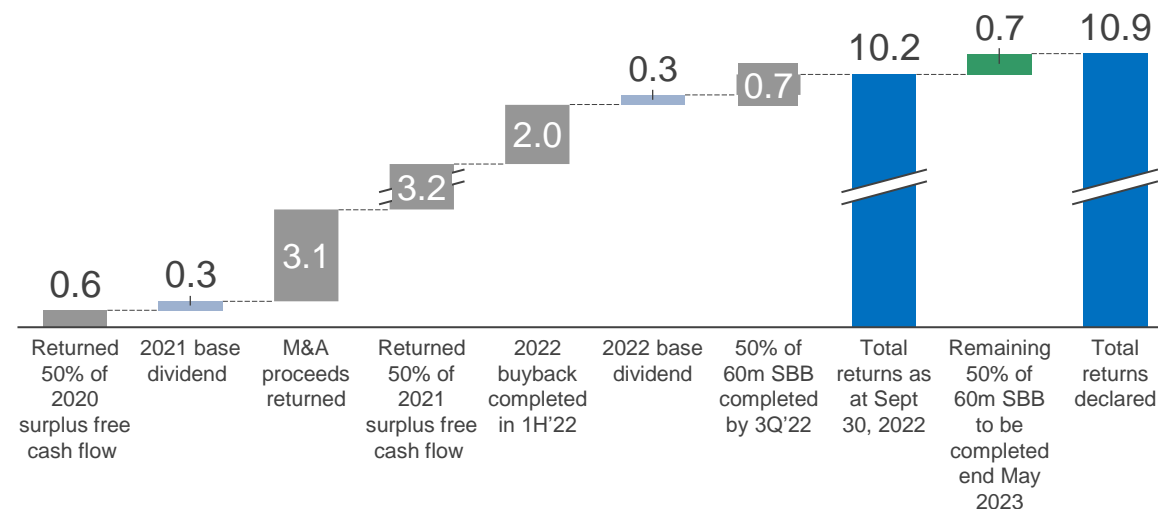 0.6
0.3
3.1
3.2
2.0
0.3
0.7
10.2
0.7
10.9
Returned
50% of
2020
surplus free
cash flow
2021 base
dividend
M&A
proceeds
returned
Returned
50% of
2021
surplus free
cash flow
2022
buyback
completed
in 1H’22
2022 base
dividend
50% of
60m SBB
completed
by 3Q’22
Total
returns as
at Sept
30, 2022
Remaining
50% of
60m SBB
to be
completed
end May
2023
Total
returns
declared